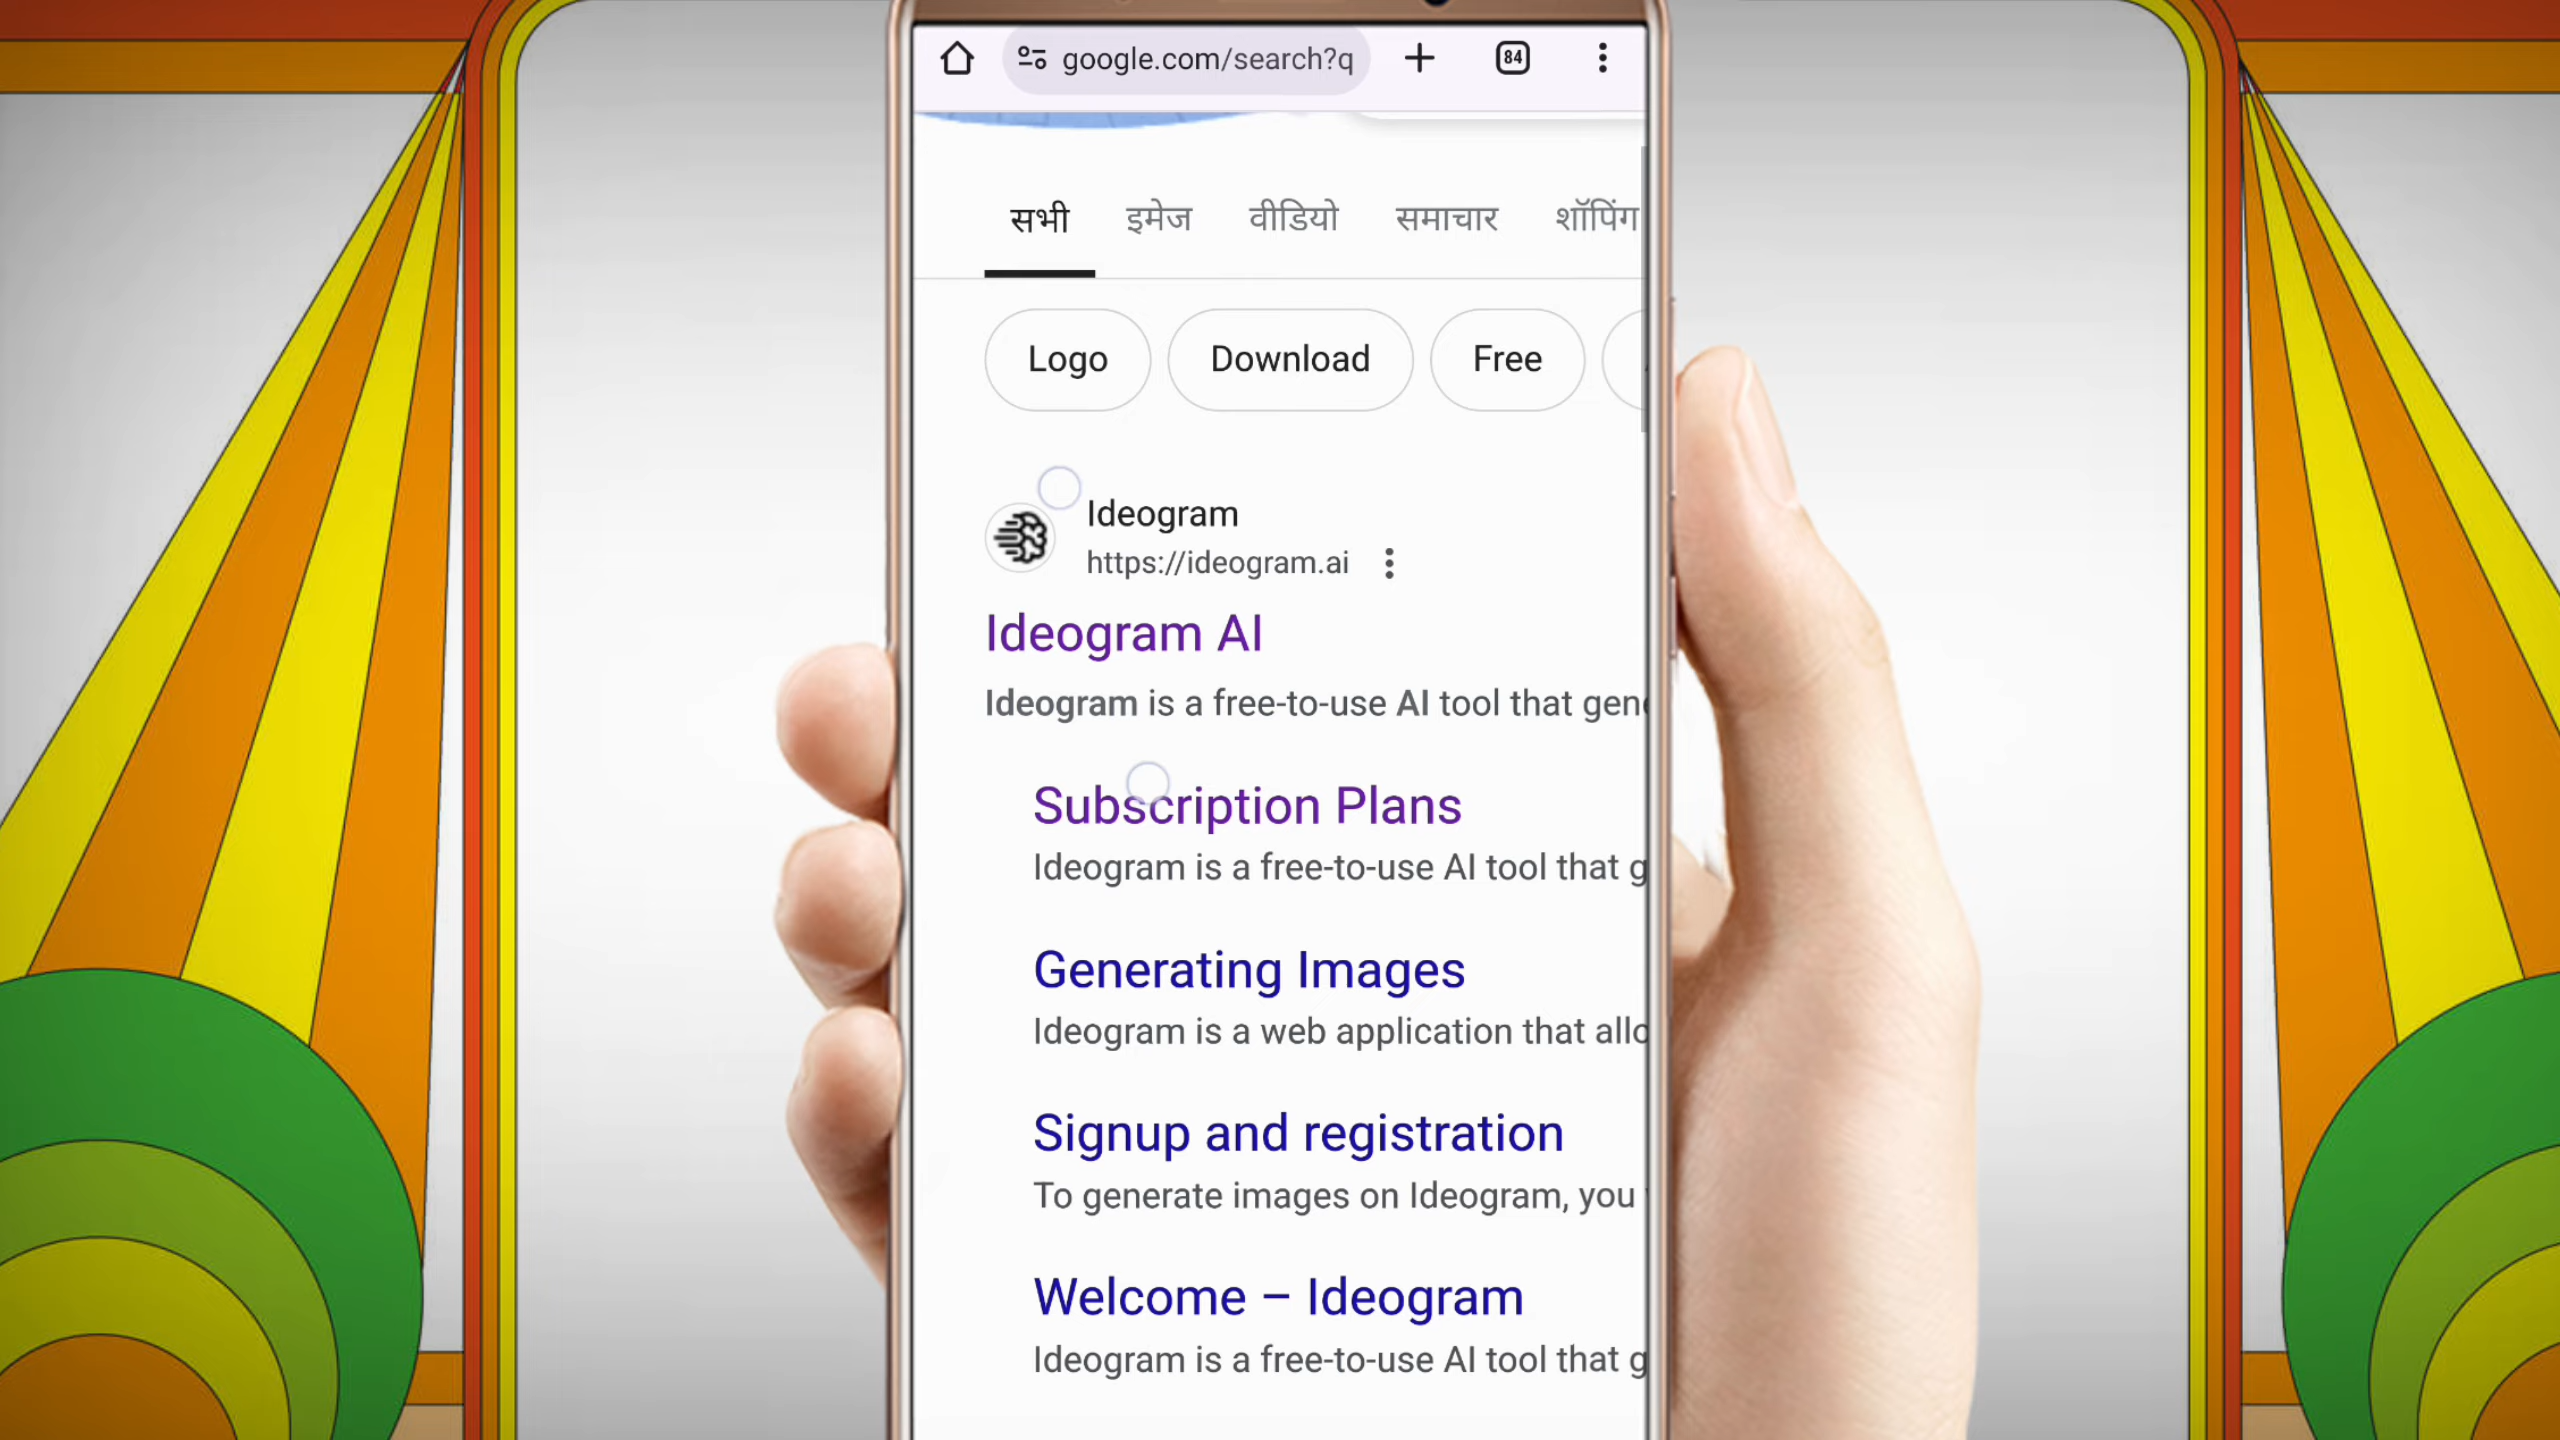 google.com/search?q
84
सभी इमेज वीडियो समाचार शॉपिंग
Logo Download Free
Ideogram
https://ideogram.ai
Ideogram AI
Ideogram is a free-to-use AI tool that gen
Subscription Plans
Ideogram is a free-to-use AI tool that g
Generating Images
Ideogram is a web application that allo
Signup and registration
To generate images on Ideogram, you
Welcome – Ideogram
Ideogram is a free-to-use AI tool that g